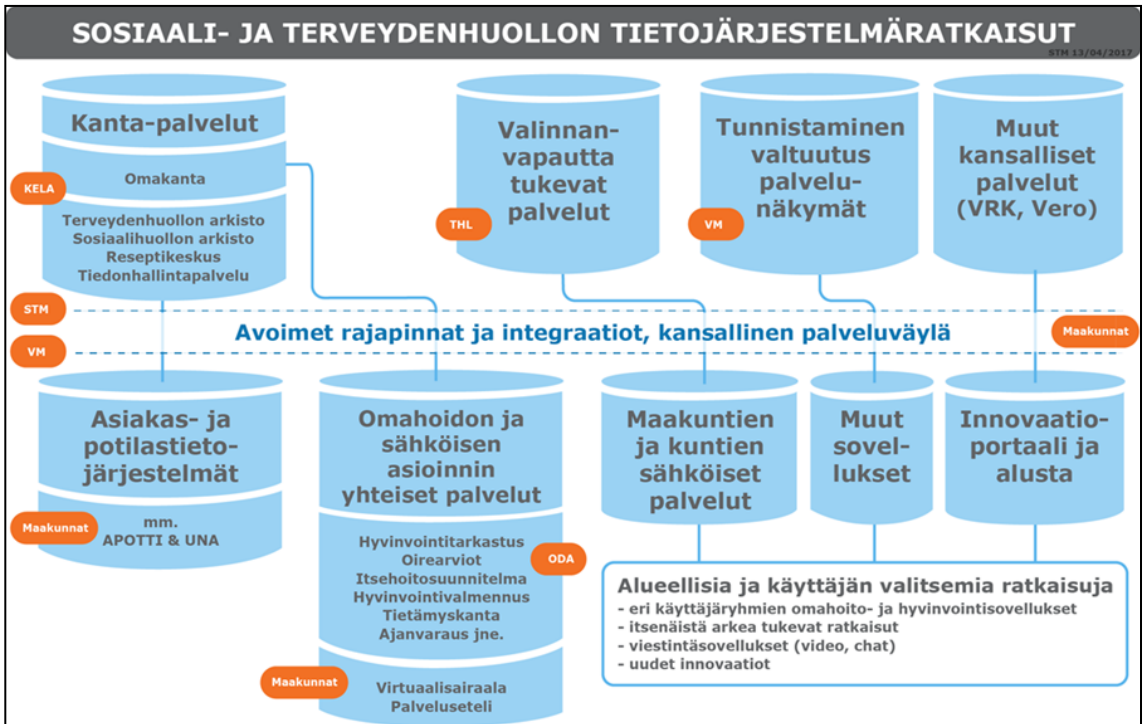 SOSIAALI- JA TERVEYDENHUOLLON TIETOJÄRJESTELMÄRATKAISUT
STM 13/04/2017
Kanta-palvelut
Omakanta
KELA
Terveydenhuollon arkisto
Sosiaalihuollon arkisto
Reseptikeskus
Tiedonhallintapalvelu
Valinnan-
vapautta
tukevat
palvelut
THL
Tunnistaminen
valtuutus
palvelu-
näkymät
VM
Muut
kansalliset
palvelut
(VRK, Vero)
STM
Avoimet rajapinnat ja integraatiot, kansallinen palveluväylä
Maakunnat
VM
Asiakas- ja
potilastieto-
järjestelmät
Maakunnat
mm.
APOTTI & UNA
Omahoidon ja
sähköisen
asioinnin
yhteiset palvelut
Hyvinvointitarkastus
Oirearviot
Itsehoitosuunnitelma
Hyvinvointivalmennus
Tietämyskanta
Ajanvaraus jne.
ODA
Maakunnat
Virtuaalisairaala
Palveluseteli
Maakuntien
ja kuntien
sähköiset
palvelut
Muut
sovel-
lukset
Innovaatio-
portaali ja
alusta
Alueellisia ja käyttäjän valitsemia ratkaisuja
- eri käyttäjäryhmien omahoito- ja hyvinvointisovellukset
- itsenäistä arkea tukevat ratkaisut
- viestintäsovellukset (video, chat)
- uudet innovaatiot